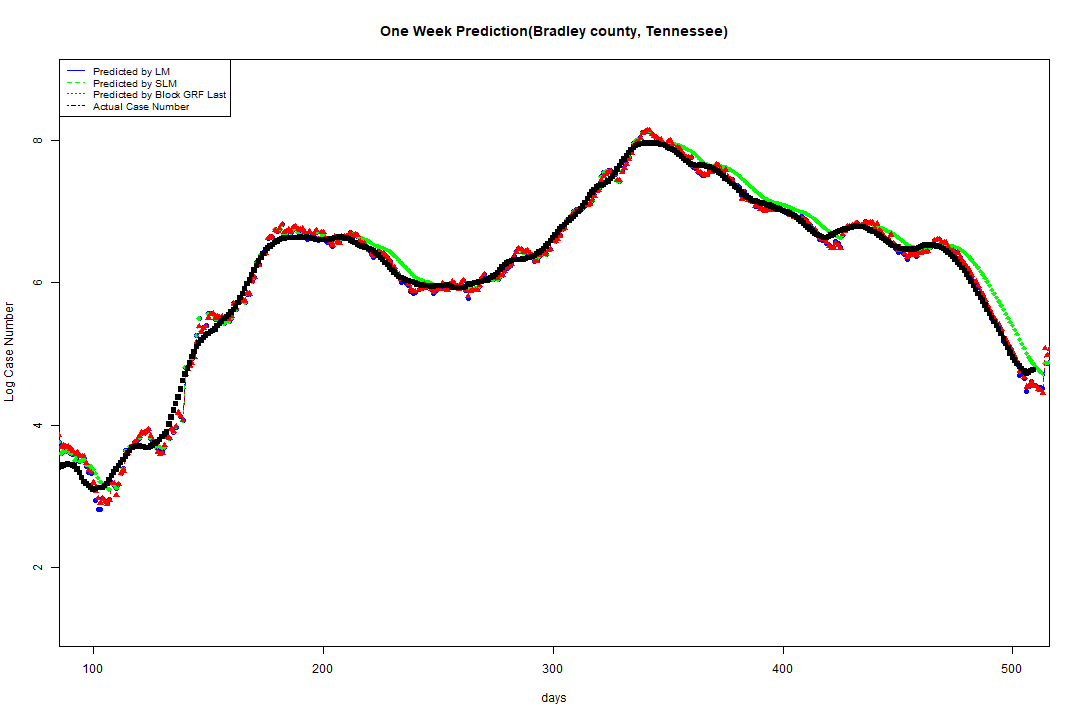 One Week Prediction(Bradley county, Tennessee)
Predicted by LM
Predicted by SLM
Predicted by Block GRF Last
Actual Case Number
8
6
4
2
Log Case Number
100 200 300 400 500
days